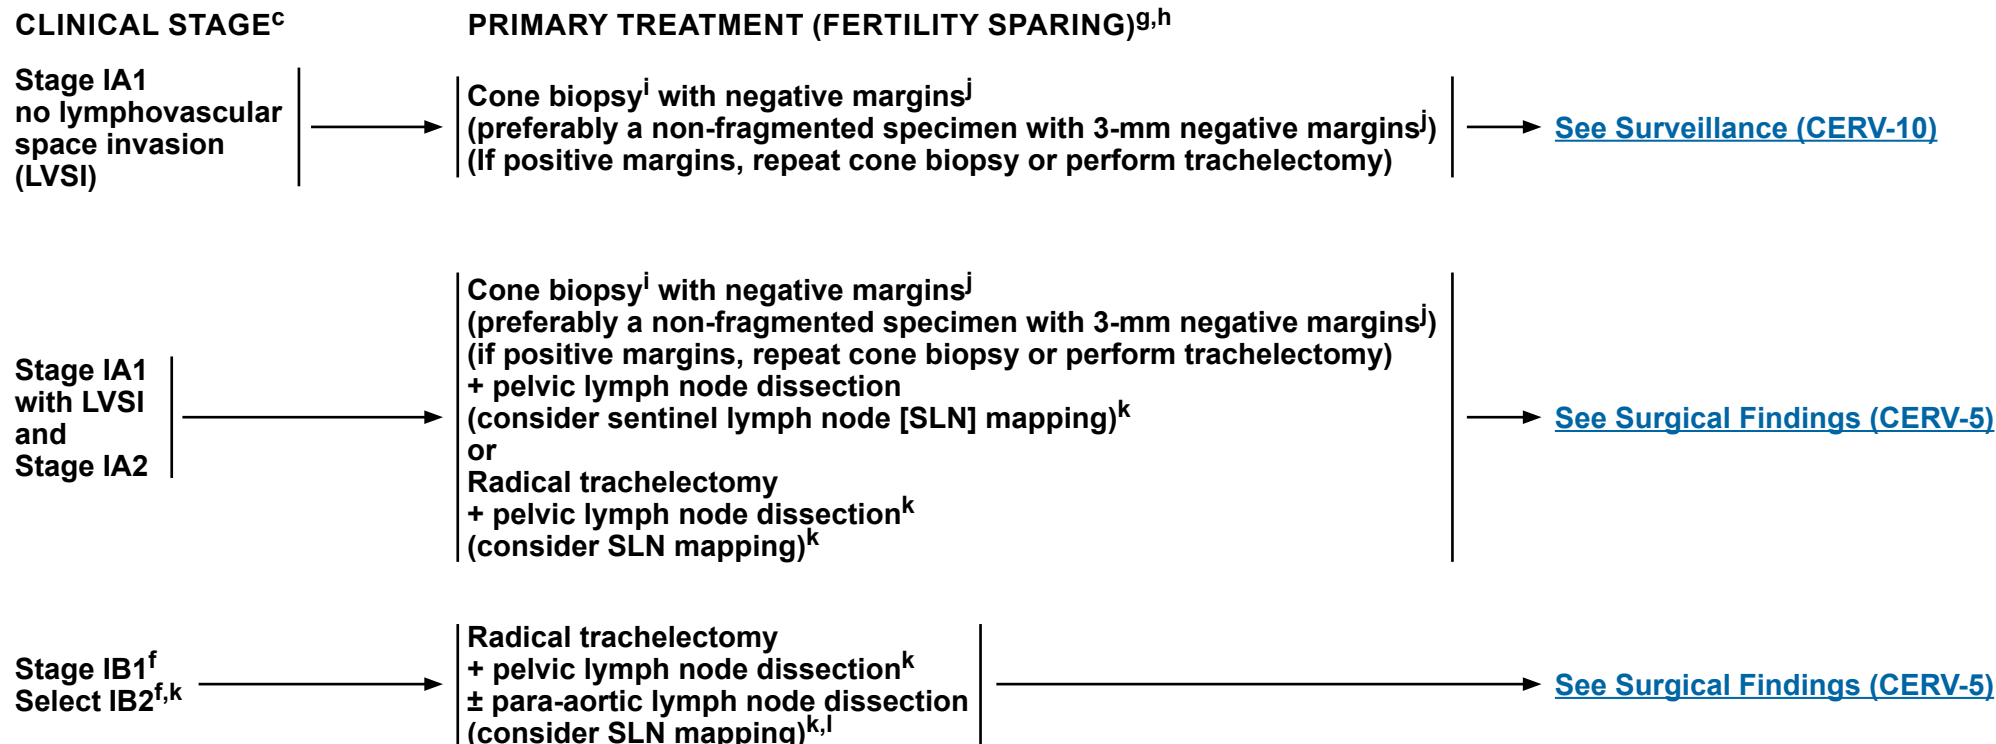 CLINICAL STAGEc
PRIMARY TREATMENT (FERTILITY SPARING)g,h
Stage IA1
no lymphovascular
space invasion
(LVSI)
Cone biopsyi with negative marginsj
(preferably a non-fragmented specimen with 3-mm negative marginsj)
(If positive margins, repeat cone biopsy or perform trachelectomy)
See Surveillance (CERV-10)
Stage IA1
with LVSI
and
Stage IA2
Cone biopsyi with negative marginsj
(preferably a non-fragmented specimen with 3-mm negative marginsj)
(if positive margins, repeat cone biopsy or perform trachelectomy)
+ pelvic lymph node dissection
(consider sentinel lymph node [SLN] mapping)k
or
Radical trachelectomy
+ pelvic lymph node dissectionk
(consider SLN mapping)k
See Surgical Findings (CERV-5)
Stage IB1f
Select IB2f,k
Radical trachelectomy
+ pelvic lymph node dissectionk
± para-aortic lymph node dissection
(consider SLN mapping)k,l
See Surgical Findings (CERV-5)